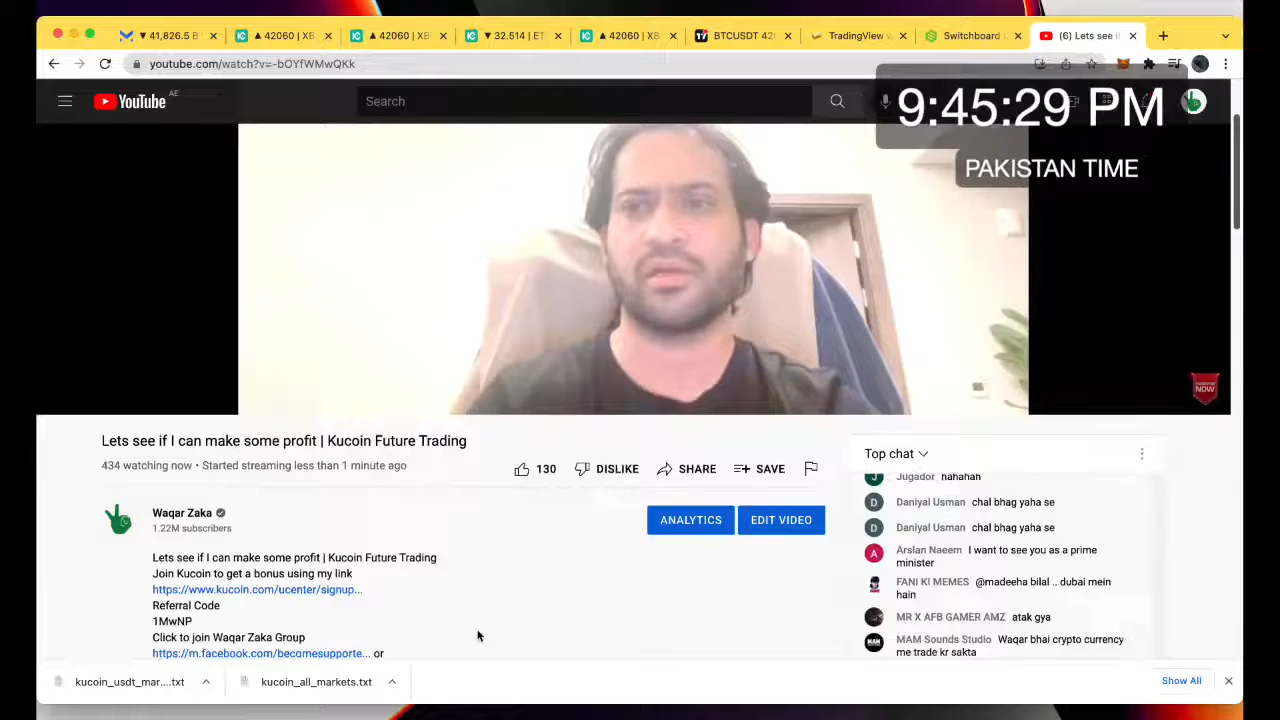 ▼ 41,826.5 B
▲ 42060 | XB
▲ 42060 | XB
▼ 32.514 | ET
▲ 42060 | XB
BTCUSDT 42
TradingView
Switchboard
(6) Lets see i
youtube.com/watch?v=-bOYfWMwQKk
YouTube AE
Search
9:45:29 PM
PAKISTAN TIME
NOW
Lets see if I can make some profit | Kucoin Future Trading
434 watching now • Started streaming less than 1 minute ago
130 DISLIKE SHARE SAVE
Waqar Zaka
1.22M subscribers
ANALYTICS EDIT VIDEO
Lets see if I can make some profit | Kucoin Future Trading
Join Kucoin to get a bonus using my link
https://www.kucoin.com/ucenter/signup...
Referral Code
1MwNP
Click to join Waqar Zaka Group
https://m.facebook.com/becomesupporte... or
Top chat
Jugador hahahah
Daniyal Usman chal bhag yaha se
Daniyal Usman chal bhag yaha se
Arslan Naeem I want to see you as a prime
minister
FANI KI MEMES @madeeha bilal .. dubai mein
hain
MR X AFB GAMER AMZ atak gya
MAM Sounds Studio Waqar bhai crypto currency
me trade kr sakta
kucoin_usdt_mar....txt
kucoin_all_markets.txt
Show All